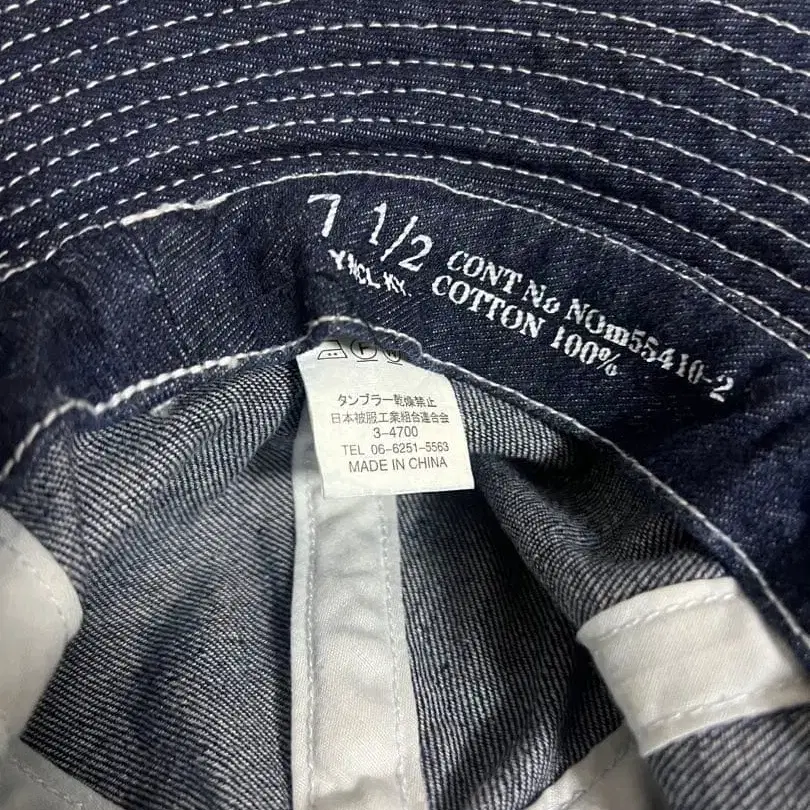 7 1/2 CONT No NOm55410-2
Y.MCL.NY. COTTON 100%
タンブラー乾燥禁止
日本被服工業組合連合会
3-4700
TEL 06-6251-5563
MADE IN CHINA